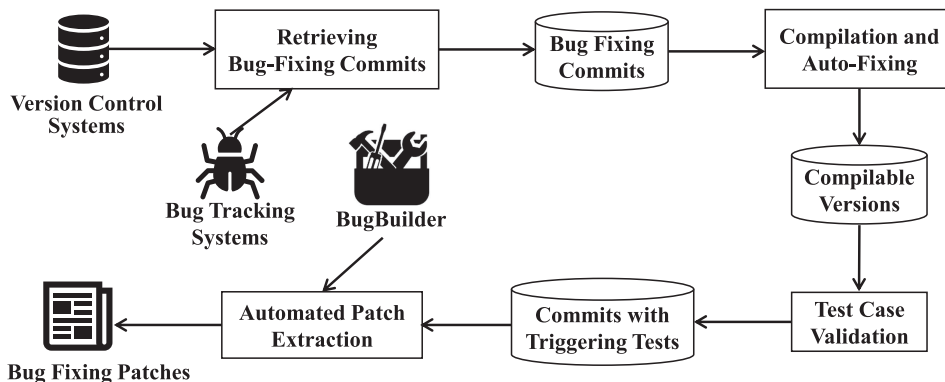 Version Control
Systems
Retrieving
Bug-Fixing Commits
Bug Fixing
Commits
Compilation and
Auto-Fixing
Bug Tracking
Systems
BugBuilder
Compilable
Versions
Bug Fixing Patches
Automated Patch
Extraction
Commits with
Triggering Tests
Test Case
Validation